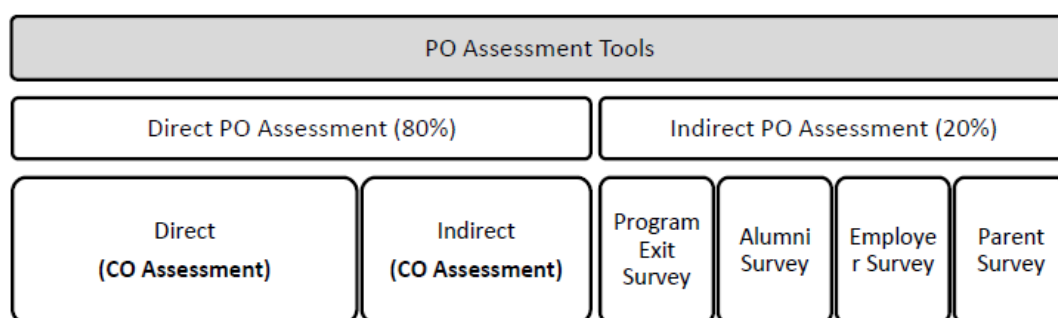 PO Assessment Tools
Direct PO Assessment (80%)
Indirect PO Assessment (20%)
Direct
(CO Assessment)
Indirect
(CO Assessment)
Program
Exit
Survey
Alumni
Survey
Employe
r Survey
Parent
Survey